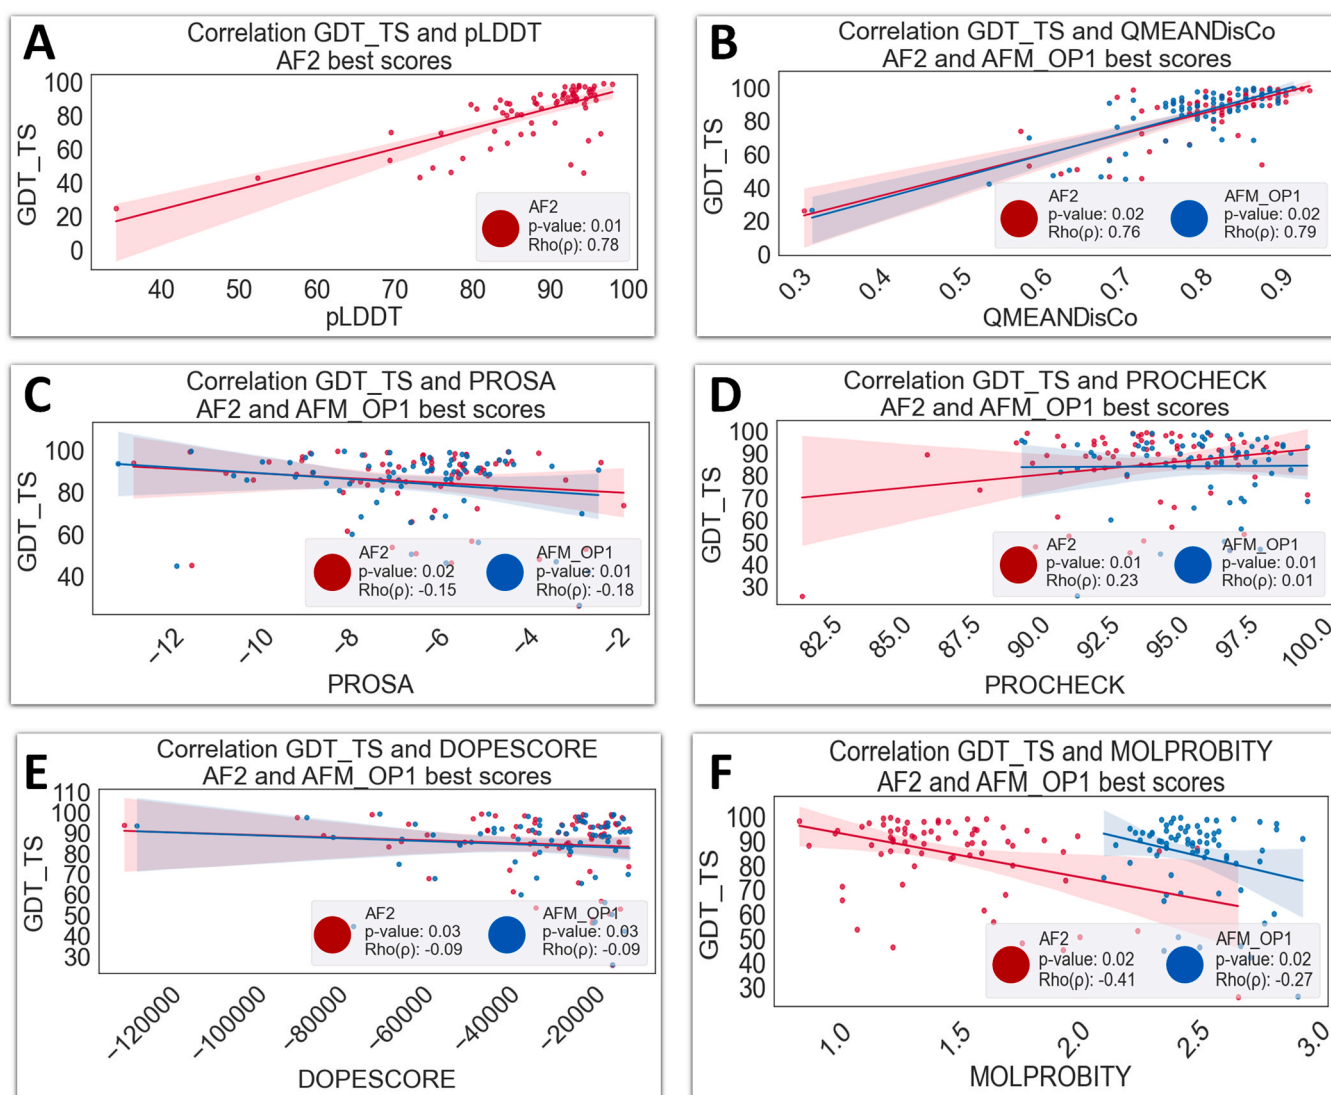 A
Correlation GDT_TS and pLDDT
AF2 best scores
GDT_TS
100
80
60
40
20
0
AF2
p-value: 0.01
Rho(ρ): 0.78
40 50 60 70 80 90 100
pLDDT
B
Correlation GDT_TS and QMEANDisCo
AF2 and AFM_OP1 best scores
GDT_TS
100
80
60
40
20
0
AF2
p-value: 0.02
Rho(ρ): 0.76
AFM_OP1
p-value: 0.02
Rho(ρ): 0.79
0.3 0.4 0.5 0.6 0.7 0.8 0.9
QMEANDisCo
C
Correlation GDT_TS and PROSA
AF2 and AFM_OP1 best scores
GDT_TS
100
80
60
40
AF2
p-value: 0.02
Rho(ρ): -0.15
AFM_OP1
p-value: 0.01
Rho(ρ): -0.18
−12 −10 −8 −6 −4 −2
PROSA
D
Correlation GDT_TS and PROCHECK
AF2 and AFM_OP1 best scores
GDT_TS
100
90
80
70
60
50
40
30
AF2
p-value: 0.01
Rho(ρ): 0.23
AFM_OP1
p-value: 0.01
Rho(ρ): 0.01
82.5 85.0 87.5 90.0 92.5 95.0 97.5 100.0
PROCHECK
E
Correlation GDT_TS and DOPESCORE
AF2 and AFM_OP1 best scores
GDT_TS
110
100
90
80
70
60
50
40
30
AF2
p-value: 0.03
Rho(ρ): -0.09
AFM_OP1
p-value: 0.03
Rho(ρ): -0.09
−120000 −100000 −80000 −60000 −40000 −20000
DOPESCORE
F
Correlation GDT_TS and MOLPROBITY
AF2 and AFM_OP1 best scores
GDT_TS
100
90
80
70
60
50
40
30
AF2
p-value: 0.02
Rho(ρ): -0.41
AFM_OP1
p-value: 0.02
Rho(ρ): -0.27
1.0 1.5 2.0 2.5 3.0
MOLPROBITY